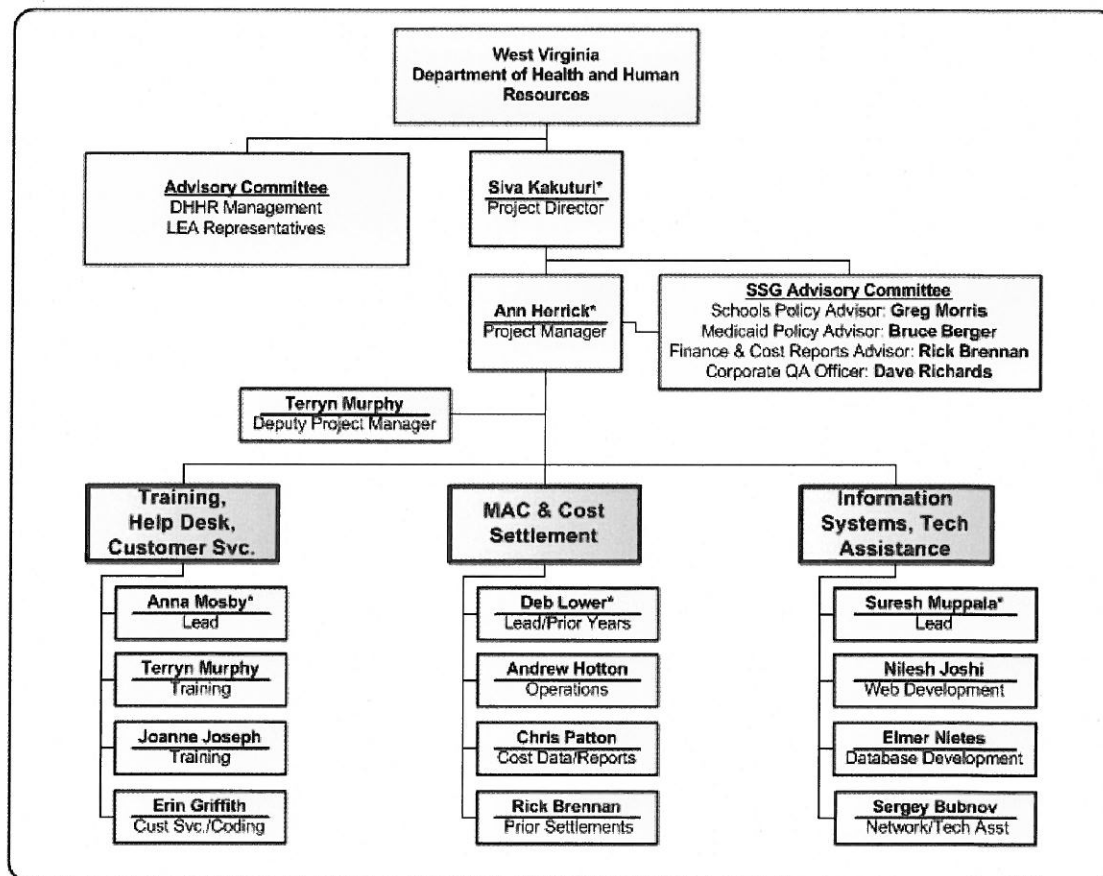 West Virginia
Department of Health and Human
Resources
Advisory Committee
DHHR Management
LEA Representatives
Siva Kakuturi*
Project Director
Ann Herrick*
Project Manager
SSG Advisory Committee
Schools Policy Advisor: Greg Morris
Medicaid Policy Advisor: Bruce Berger
Finance & Cost Reports Advisor: Rick Brennan
Corporate QA Officer: Dave Richards
Terryn Murphy
Deputy Project Manager
Training,
Help Desk,
Customer Svc.
Anna Mosby*
Lead
Terryn Murphy
Training
Joanne Joseph
Training
Erin Griffith
Cust Svc./Coding
MAC & Cost
Settlement
Deb Lower*
Lead/Prior Years
Andrew Hotton
Operations
Chris Patton
Cost Data/Reports
Rick Brennan
Prior Settlements
Information
Systems, Tech
Assistance
Suresh Muppala*
Lead
Nilesh Joshi
Web Development
Elmer Nietes
Database Development
Sergey Bubnov
Network/Tech Asst